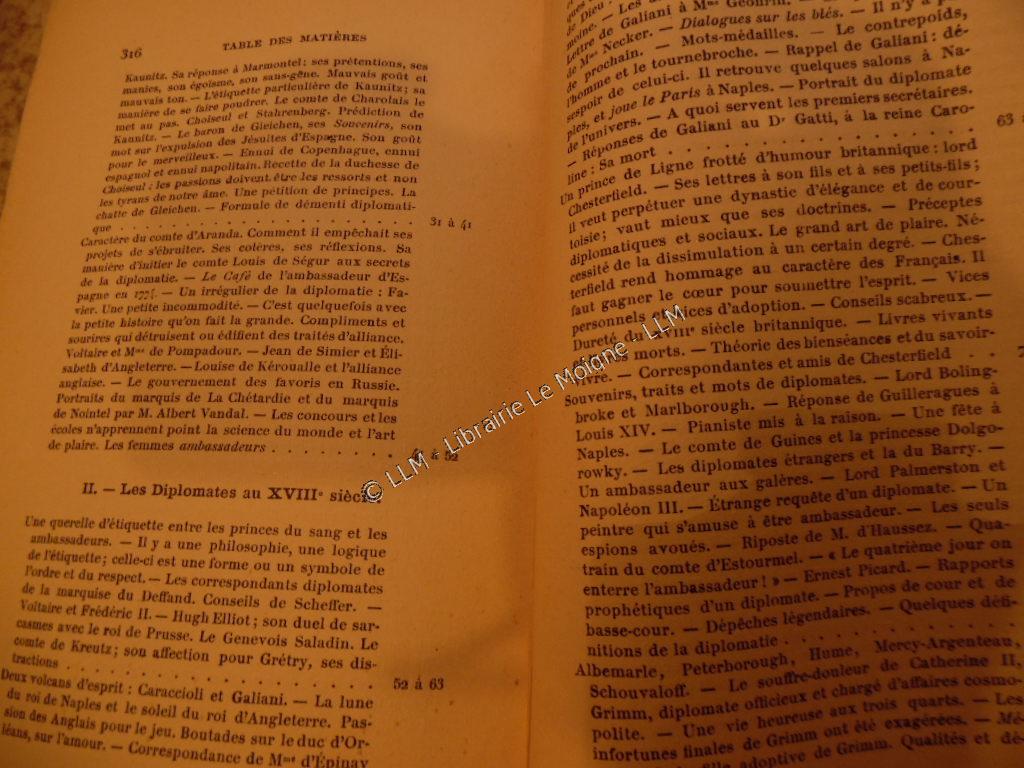 316 TABLE DES MATIÈRES
Kaunitz. Sa réponse à Marmontel; ses prétentions, ses
manies, son égoïsme, son sans-gêne. Mauvais goût et
mauvais ton. — L'étiquette particulière de Kaunitz; sa
manière de se faire poudrer. Le comte de Charolais le
met au pas. Choiseul et Stahrenberg. Prédiction de
Kaunitz. — Le baron de Gleichen, ses Souvenirs, son
mot sur l'expulsion des Jésuites d'Espagne. Son goût
pour le merveilleux. — Ennui de Copenhague, ennui
espagnol et ennui napolitain. Recette de la duchesse de
Choiseul : les passions doivent être les ressorts et non
les tyrans de notre âme. Une pétition de principes. La
chatte de Gleichen. — Formule de démenti diplomati-
que . . . . . . . . . . . . . . . . . . . 31 à 41
Caractère du comte d'Aranda. Comment il empêchait ses
projets de s'ébruiter. Ses colères, ses réflexions. Sa
manière d'initier le comte Louis de Ségur aux secrets
de la diplomatie. — Le Café de l'ambassadeur d'Es-
pagne en 177 . — Un irrégulier de la diplomatie : Fa-
vier. Une petite incommodité. — C'est quelquefois avec
la petite histoire qu'on fait la grande. Compliments et
sourires qui détruisent ou édifient des traités d'alliance.
Voltaire et Mme de Pompadour. — Jean de Simier et Éli-
sabeth d'Angleterre. — Louise de Kéroualle et l'alliance
anglaise. — Le gouvernement des favoris en Russie.
Portraits du marquis de La Chétardie et du marquis
de Nointel par M. Albert Vandal. — Les concours et les
écoles n'apprennent point la science du monde et l'art
de plaire. Les femmes ambassadeurs . . . . . . . . à 52
II. — Les Diplomates au XVIIIe siècle.
Une querelle d'étiquette entre les princes du sang et les
ambassadeurs. — Il y a une philosophie, une logique
de l'étiquette; celle-ci est une forme ou un symbole de
l'ordre et du respect. — Les correspondants diplomates
de la marquise du Deffand. Conseils de Scheffer. —
Voltaire et Frédéric II. — Hugh Elliot; son duel de sar-
casmes avec le roi de Prusse. Le Genevois Saladin. Le
comte de Kreutz; son affection pour Grétry, ses dis-
tractions . . . . . . . . . . . . . . . . 52 à 63
Deux volcans d'esprit : Caraccioli et Galiani. — La lune
du roi de Naples et le soleil du roi d'Angleterre. Pas-
sion des Anglais pour le jeu. Boutades sur le duc d'Or-
léans, sur l'amour. — Correspondance de Mme d'Épinay
de Dieu
moine. — Les
Lettre de Galiani à Mme Geoffrin. —
de Mme Necker. — Dialogues sur les blés. — Il n'y a
de prochain. — Mots-médailles. — Le contrepoids,
l'homme et le tournebroche. — Rappel de Galiani : dé-
sespoir de celui-ci. Il retrouve quelques salons à Na-
ples, et joue le Paris à Naples. — Portrait du diplomate
de l'univers. — A quoi servent les premiers secrétaires.
— Réponses de Galiani au Dr Gatti, à la reine Caro-
line : Sa mort . . . . . . . . . . . . . . . 63
Un prince de Ligne frotté d'humour britannique : lord
Chesterfield. — Ses lettres à son fils et à ses petits-fils;
il veut perpétuer une dynastie d'élégance et de cour-
toisie; vaut mieux que ses doctrines. — Préceptes
diplomatiques et sociaux. Le grand art de plaire. Né-
cessité de la dissimulation à un certain degré. — Ches-
terfield rend hommage au caractère des Français. Il
faut gagner le cœur pour soumettre l'esprit. — Vices
personnels et vices d'adoption. — Conseils scabreux. —
Dureté du XVIIIe siècle britannique. — Livres vivants
morts. — Théorie des bienséances et du savoir-
vivre. — Correspondantes et amis de Chesterfield . . 7
Souvenirs, traits et mots de diplomates. — Lord Boling-
broke et Marlborough. — Réponse de Guilleragues à
Louis XIV. — Pianiste mis à la raison. — Une fête à
Naples. — Le comte de Guines et la princesse Dolgo-
rowky. — Les diplomates étrangers et la du Barry. —
Un ambassadeur aux galères. — Lord Palmerston et
Napoléon III. — Étrange requête d'un diplomate. — Un
peintre qui s'amuse à être ambassadeur. — Les seuls
espions avoués. — Riposte de M. d'Haussez. — Qua-
train du comte d'Estourmel. — « Le quatrième jour on
enterre l'ambassadeur ! » — Ernest Picard. — Rapports
prophétiques d'un diplomate. — Propos de cour et de
basse-cour. — Dépêches légendaires. — Quelques défi-
nitions de la diplomatie . . . . . . . . . .
Albemarle, Peterborough, Hume, Mercy-Argenteau,
Schouvaloff. — Le souffre-douleur de Catherine II,
Grimm, diplomate officieux et chargé d'affaires cosmo-
polite. — Une vie heureuse aux trois quarts. — Les
infortunes finales de Grimm ont été exagérées. — Mé-
fille adoptive de Grimm. Qualités et dé-
© LLM - Librairie Le Moigne - LLM